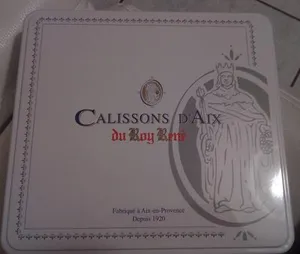 CALISSONS D'AIX
du Roy René
Fabriqué à Aix-en-Provence
Depuis 1920